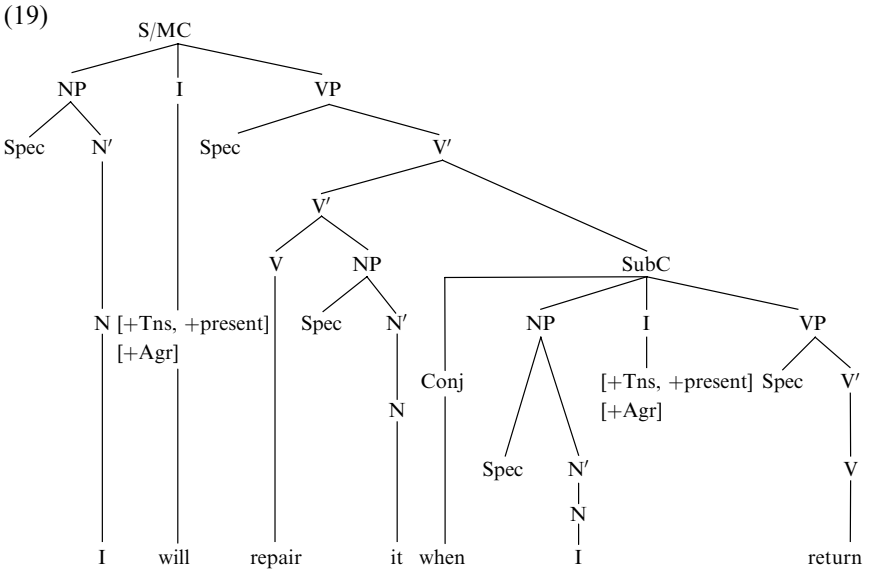 (19)
S/MC
NP I VP
Spec N′ Spec V′
V′
V NP SubC
N [+Tns, +present] Spec N′ NP I VP
[+Agr]
Conj [+Tns, +present] Spec V′
N [+Agr]
Spec N′ V
N
I will repair it when I return